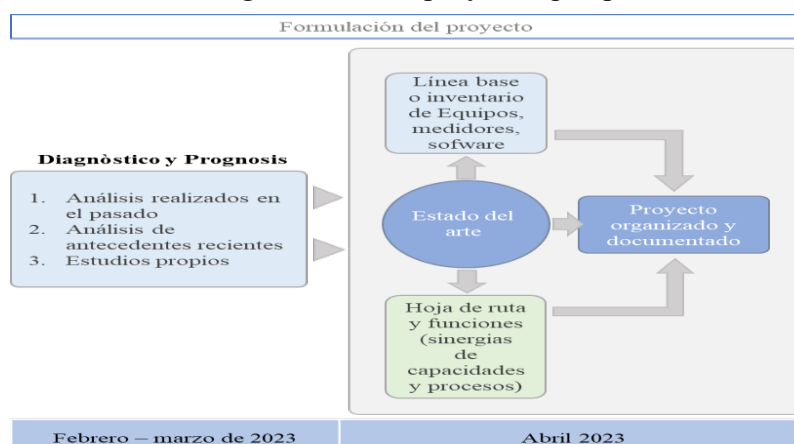 Formulación del proyecto
Diagnòstico y Prognosis
1. Análisis realizados en
el pasado
2. Análisis de
antecedentes recientes
3. Estudios propios
Línea base
o inventario
de Equipos,
medidores,
sofware
Estado del
arte
Proyecto
organizado y
documentado
Hoja de ruta
y funciones
(sinergias
de
capacidades
y procesos)
Febrero – marzo de 2023
Abril 2023